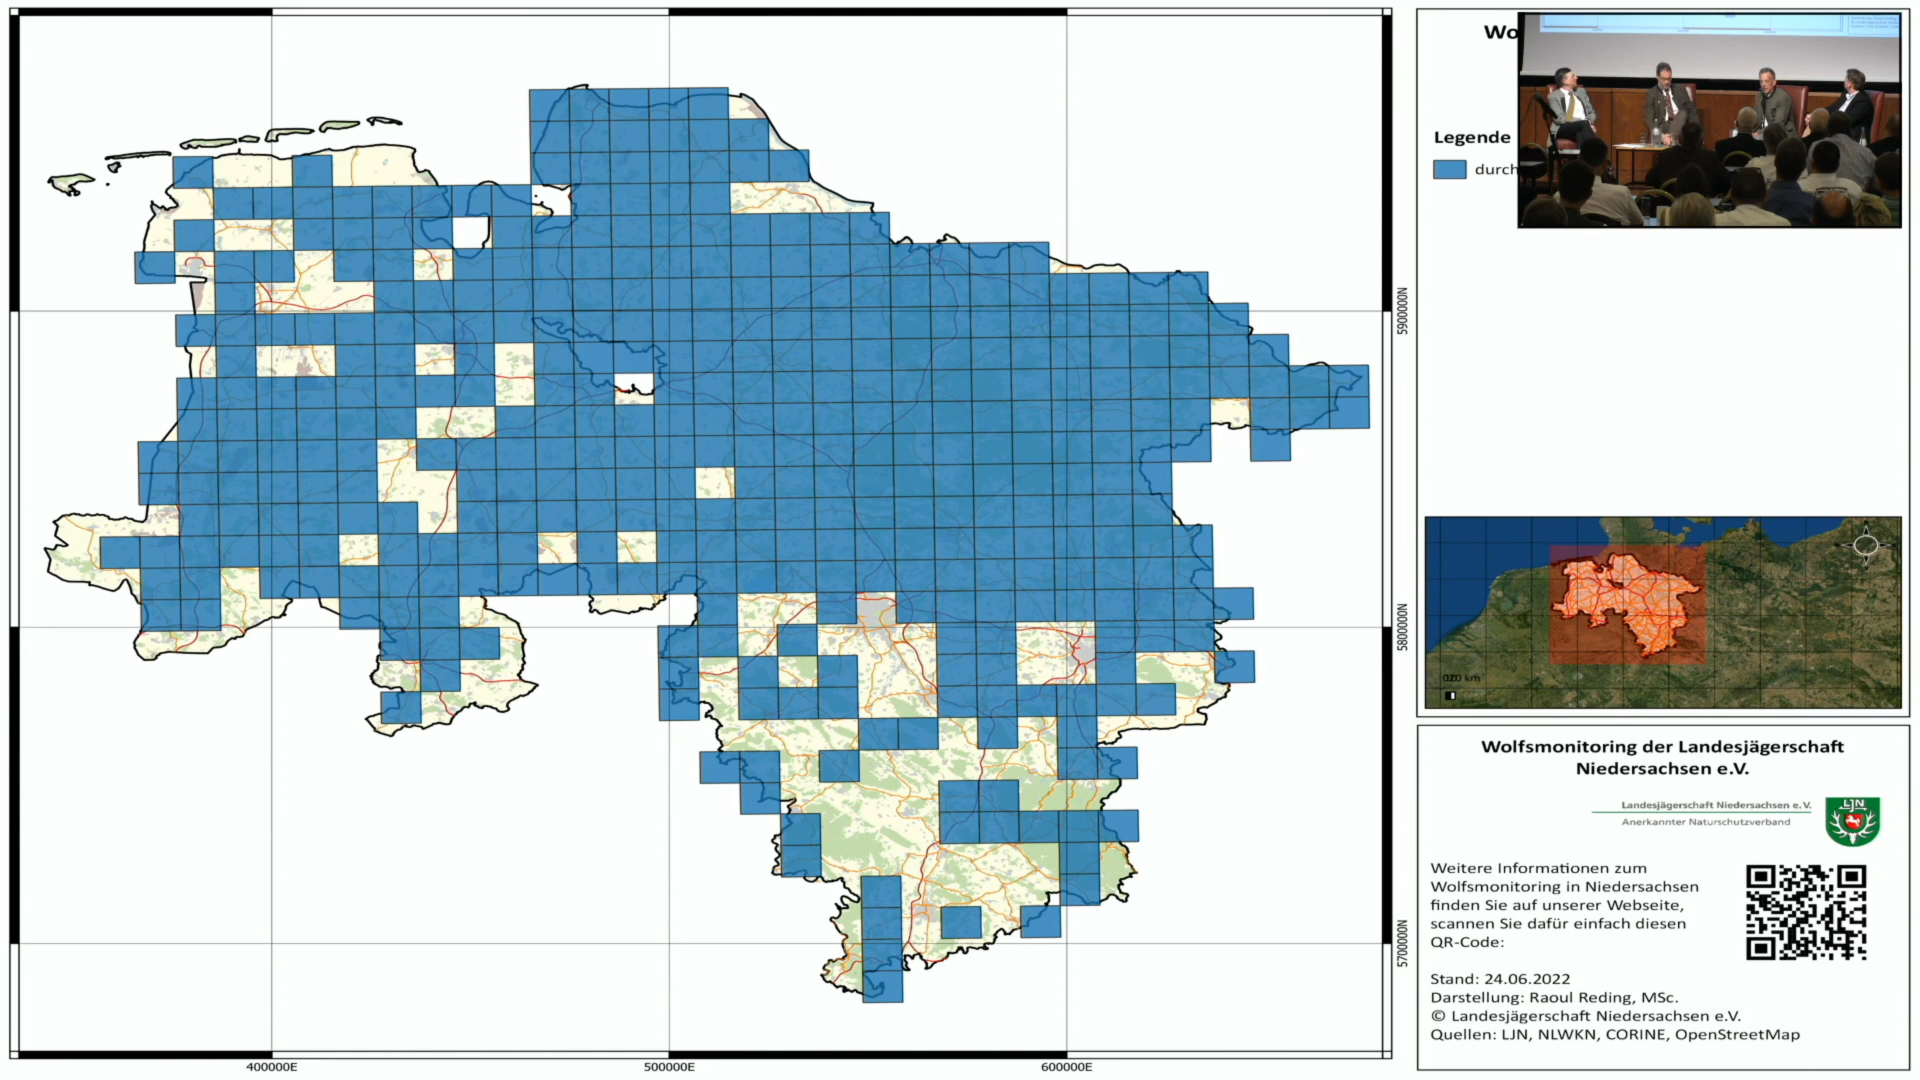 Wo
Legende
durch
5900000N
5800000N
5700000N
400000E
500000E
600000E
Wolfsmonitoring der Landesjägerschaft
Niedersachsen e.V.
Landesjägerschaft Niedersachsen e. V.
Anerkannter Naturschutzverband
LJN
Weitere Informationen zum
Wolfsmonitoring in Niedersachsen
finden Sie auf unserer Webseite,
scannen Sie dafür einfach diesen
QR-Code:
Stand: 24.06.2022
Darstellung: Raoul Reding, MSc.
© Landesjägerschaft Niedersachsen e.V.
Quellen: LJN, NLWKN, CORINE, OpenStreetMap